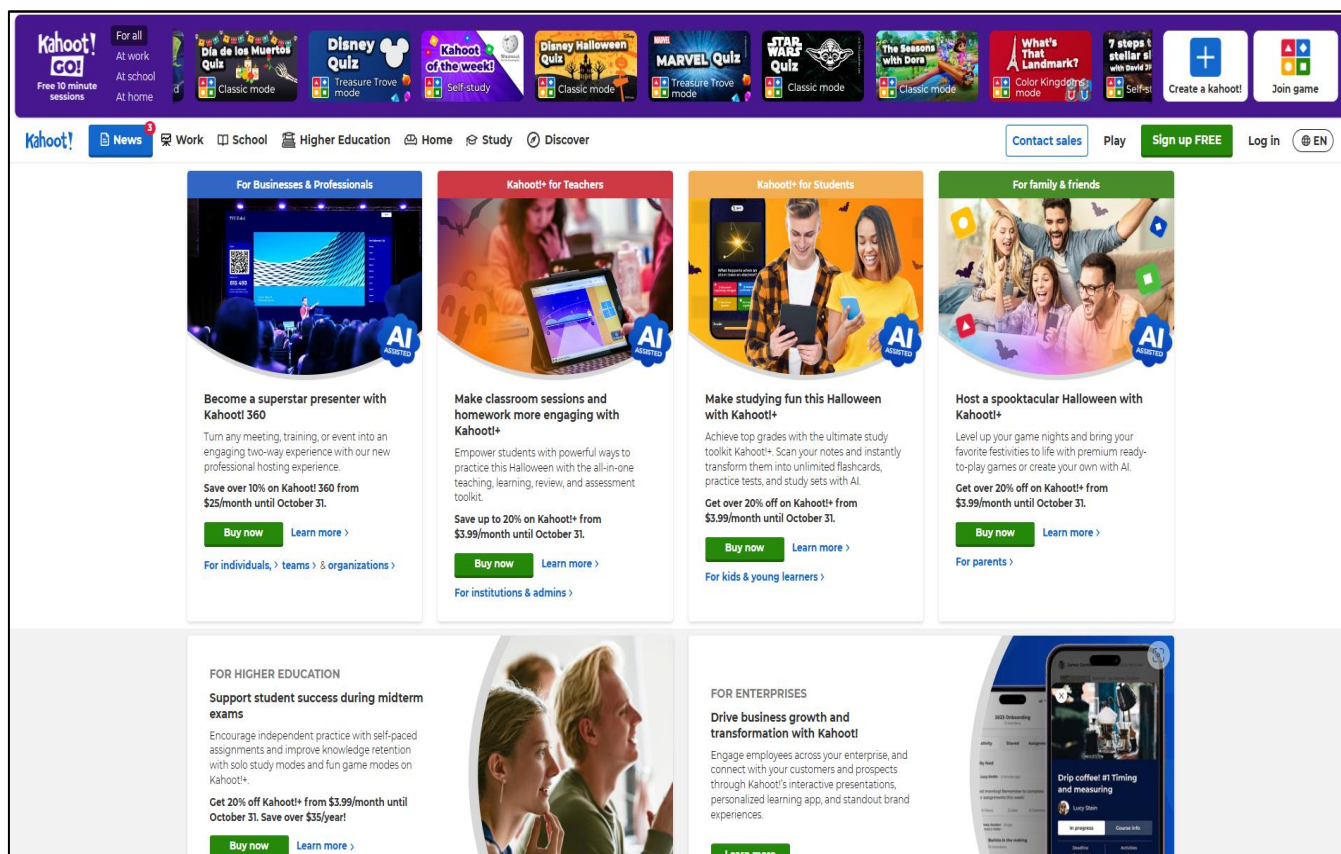 Kahoot!
GO!
Free 10 minute
sessions
For all
At work
At school
At home
Día de los Muertos
Quiz
Classic mode
Disney
Quiz
Treasure Trove
mode
Kahoot
of the week!
Self-study
Disney Halloween
Quiz
Classic mode
MARVEL Quiz
Treasure Trove
mode
STAR
WARS
Quiz
Classic mode
The Seasons
with Dora
Classic mode
What's
That
Landmark?
Color Kingdoms
mode
7 steps t
stellar sl
Self-st
Create a kahoot!
Join game
Kahoot!
News
3
Work
School
Higher Education
Home
Study
Discover
Contact sales
Play
Sign up FREE
Log in
EN
For Businesses & Professionals
AI
ASSISTED
Become a superstar presenter with
Kahoot! 360
Turn any meeting, training, or event into an
engaging two-way experience with our new
professional hosting experience.
Save over 10% on Kahoot! 360 from
$25/month until October 31.
Buy now Learn more >
For individuals, > teams > & organizations >
Kahoot!+ for Teachers
AI
ASSISTED
Make classroom sessions and
homework more engaging with
Kahoot!+
Empower students with powerful ways to
practice this Halloween with the all-in-one
teaching, learning, review, and assessment
toolkit.
Save up to 20% on Kahoot!+ from
$3.99/month until October 31.
Buy now Learn more >
For institutions & admins >
Kahoot!+ for Students
AI
ASSISTED
Make studying fun this Halloween
with Kahoot!+
Achieve top grades with the ultimate study
toolkit Kahoot!+. Scan your notes and instantly
transform them into unlimited flashcards,
practice tests, and study sets with AI.
Get over 20% off on Kahoot!+ from
$3.99/month until October 31.
Buy now Learn more >
For kids & young learners >
For family & friends
AI
ASSISTED
Host a spooktacular Halloween with
Kahoot!+
Level up your game nights and bring your
favorite festivities to life with premium ready-
to-play games or create your own with AI.
Get over 20% off on Kahoot!+ from
$3.99/month until October 31.
Buy now Learn more >
For parents >
FOR HIGHER EDUCATION
Support student success during midterm
exams
Encourage independent practice with self-paced
assignments and improve knowledge retention
with solo study modes and fun game modes on
Kahoot!+.
Get 20% off Kahoot!+ from $3.99/month until
October 31. Save over $35/year!
Buy now Learn more >
FOR ENTERPRISES
Drive business growth and
transformation with Kahoot!
Engage employees across your enterprise, and
connect with your customers and prospects
through Kahoot!'s interactive presentations,
personalized learning app, and standout brand
experiences.
Learn more
2023 Onboarding
Drip coffee! #1 Timing
and measuring
Lucy Stein
In progress Course info
Deadline Activities